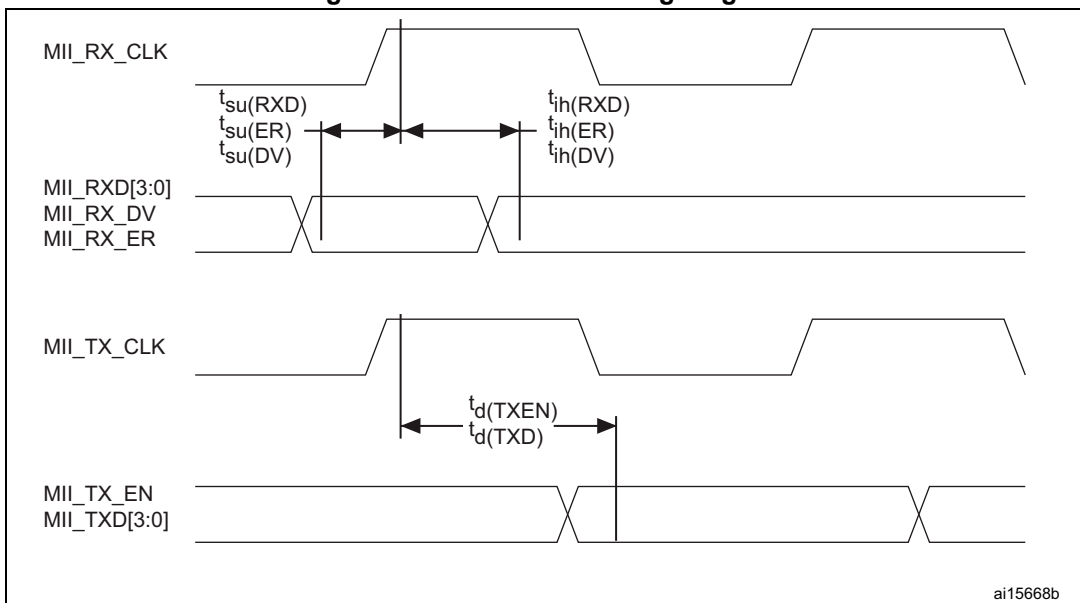 MII_RX_CLK
tsu(RXD)
tsu(ER)
tsu(DV)
tih(RXD)
tih(ER)
tih(DV)
MII_RXD[3:0]
MII_RX_DV
MII_RX_ER
MII_TX_CLK
td(TXEN)
td(TXD)
MII_TX_EN
MII_TXD[3:0]
ai15668b